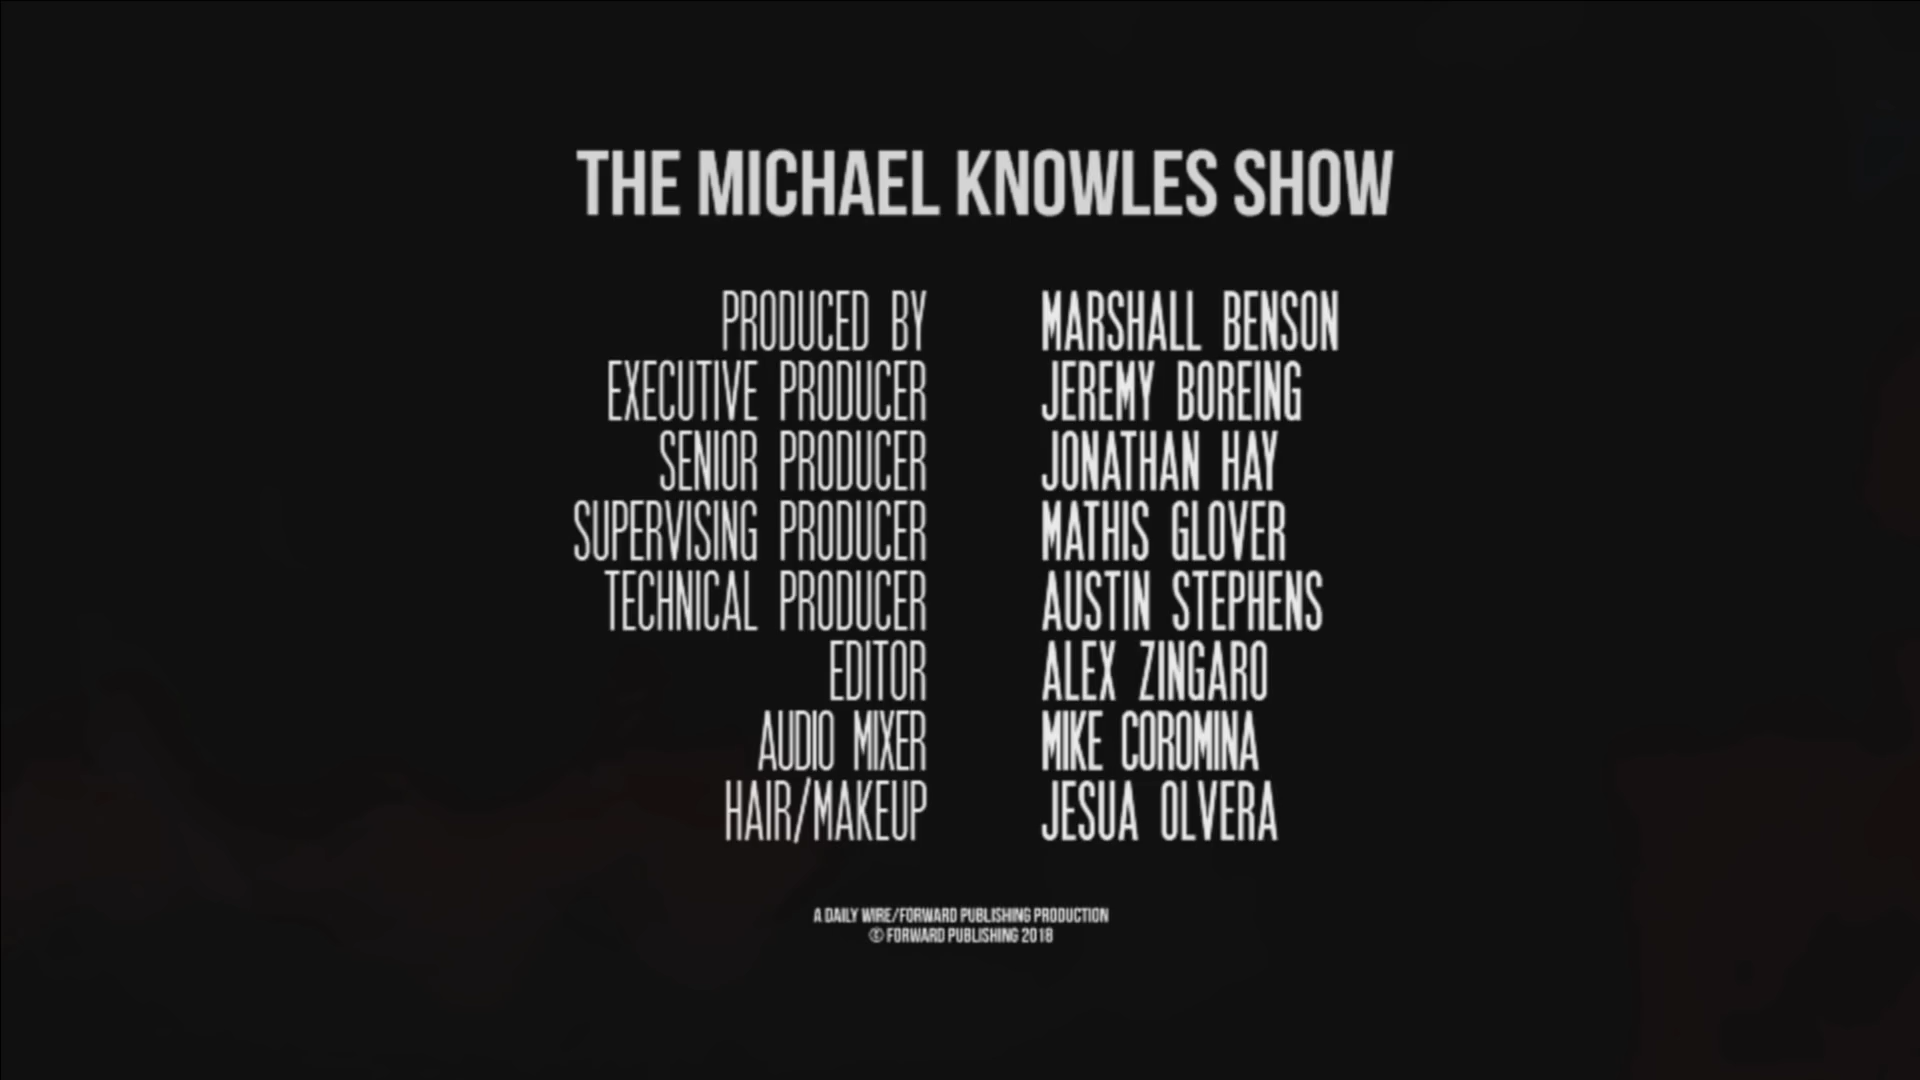 THE MICHAEL KNOWLES SHOW
PRODUCED BY MARSHALL BENSON
EXECUTIVE PRODUCER JEREMY BOREING
SENIOR PRODUCER JONATHAN HAY
SUPERVISING PRODUCER MATHIS GLOVER
TECHNICAL PRODUCER AUSTIN STEPHENS
EDITOR ALEX ZINGARO
AUDIO MIXER MIKE COROMINA
HAIR/MAKEUP JESUA OLVERA
A DAILY WIRE/FORWARD PUBLISHING PRODUCTION
© FORWARD PUBLISHING 2018